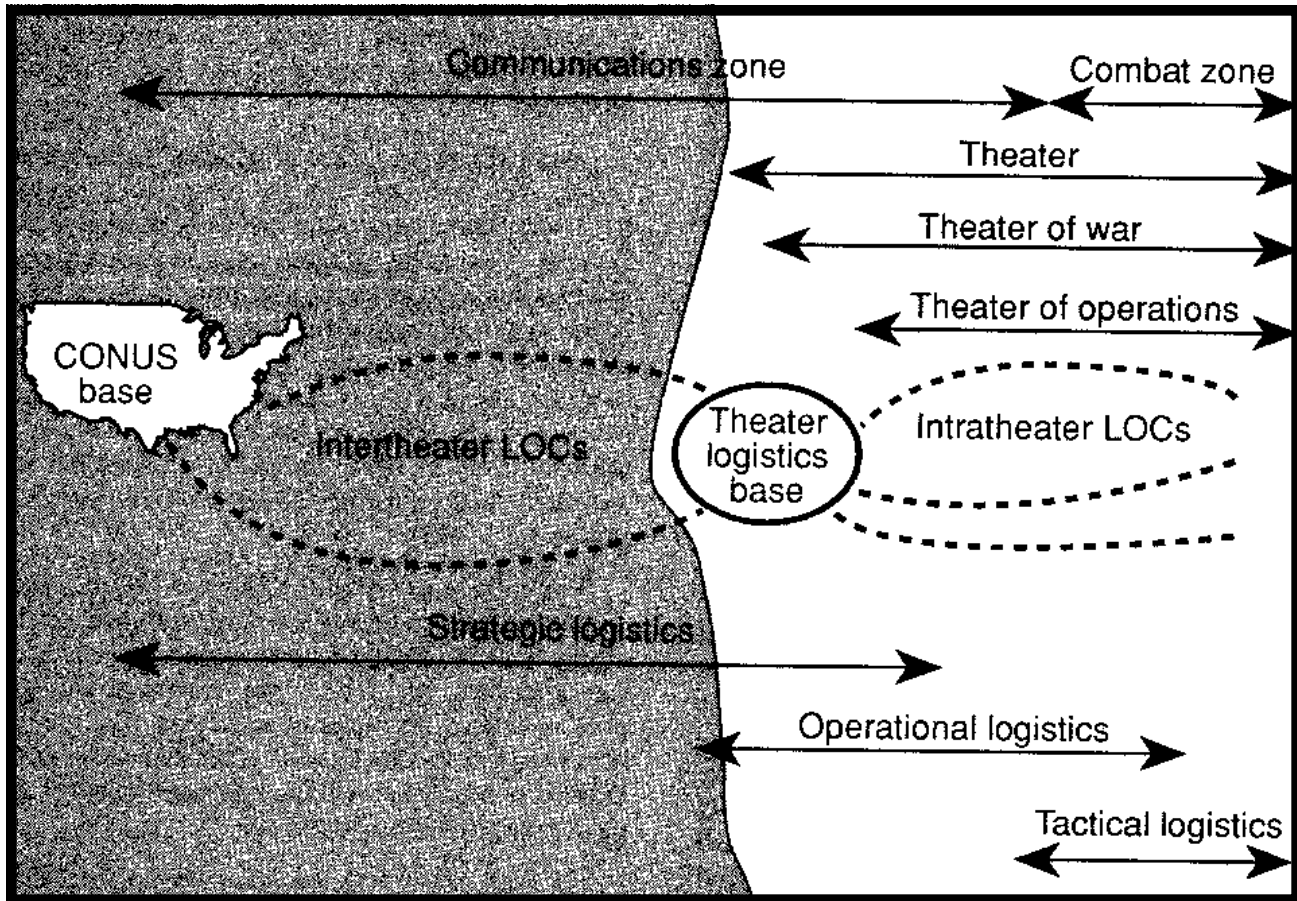 Communications zone
Combat zone
Theater
Theater of war
Theater of operations
CONUS
base
Intertheater LOCs
Theater
logistics
base
Intratheater LOCs
Strategic logistics
Operational logistics
Tactical logistics